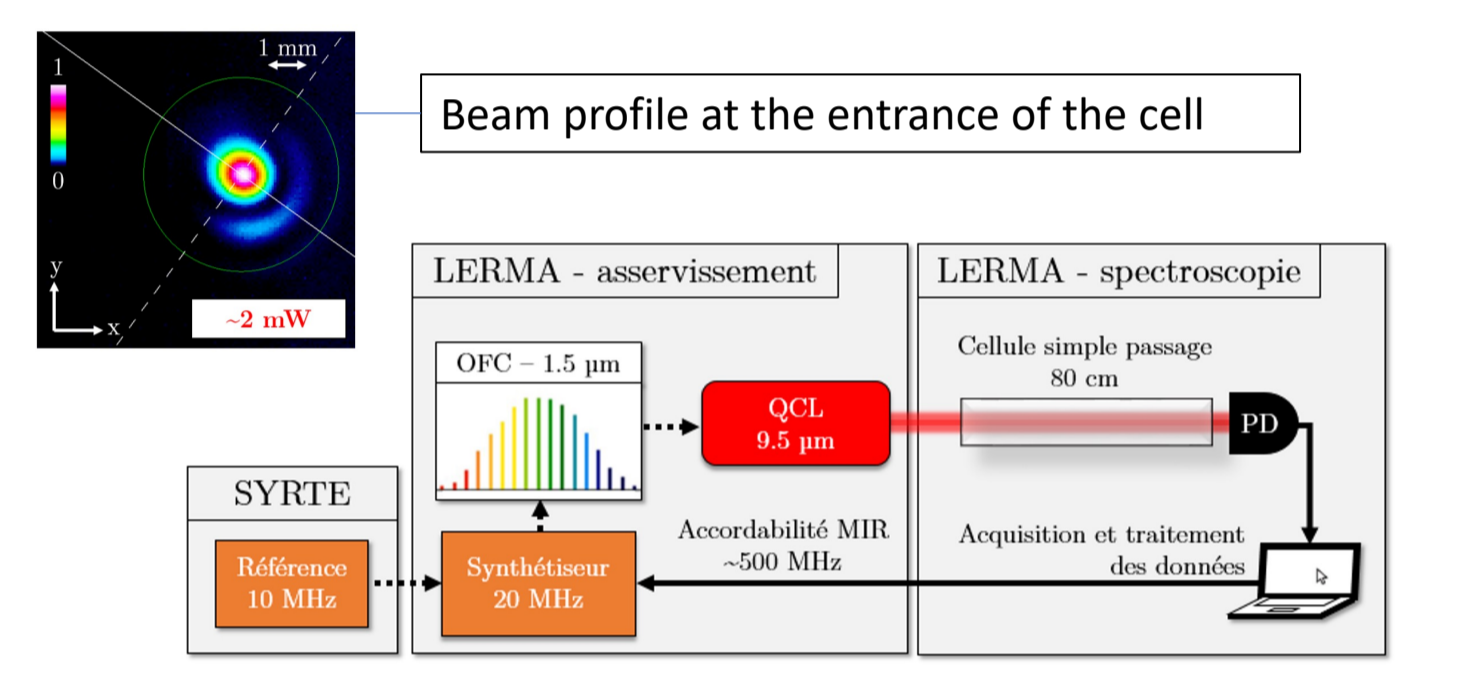 1 mm
1
0
y
x
~2 mW
Beam profile at the entrance of the cell
LERMA - asservissement
LERMA - spectroscopie
OFC – 1.5 µm
QCL
9.5 µm
Cellule simple passage
80 cm
PD
SYRTE
Référence
10 MHz
Synthétiseur
20 MHz
Accordabilité MIR
~500 MHz
Acquisition et traitement
des données